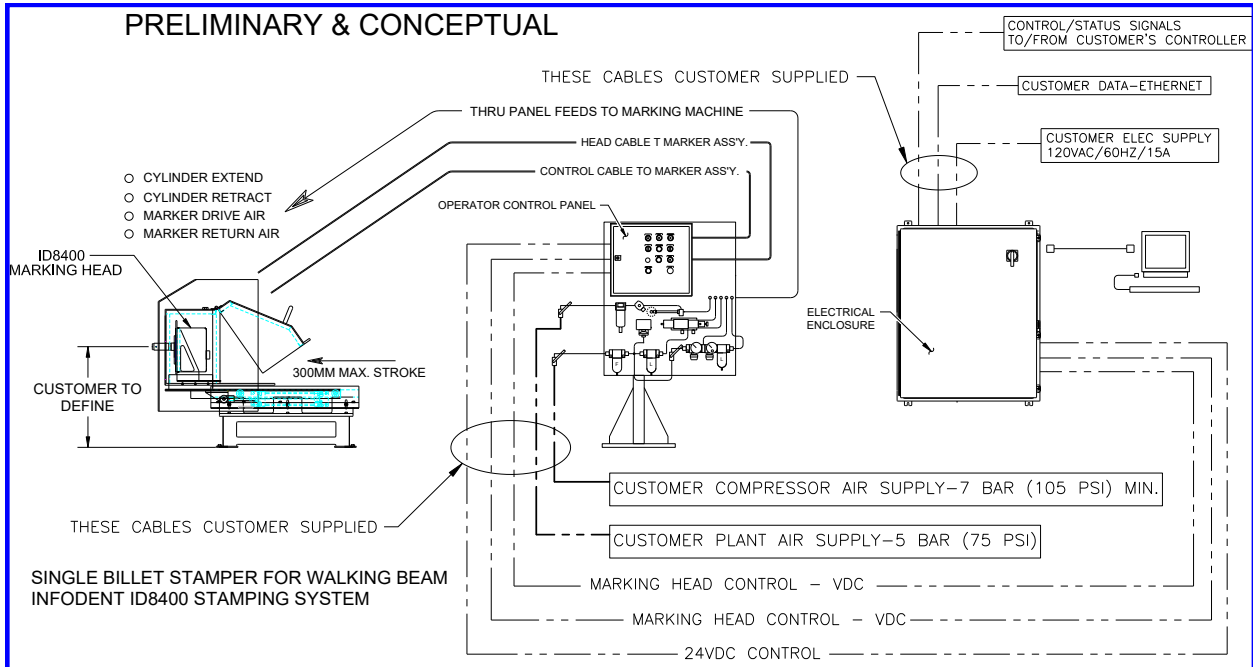 PRELIMINARY & CONCEPTUAL
CONTROL/STATUS SIGNALS
TO/FROM CUSTOMER'S CONTROLLER
THESE CABLES CUSTOMER SUPPLIED
CUSTOMER DATA-ETHERNET
THRU PANEL FEEDS TO MARKING MACHINE
CUSTOMER ELEC SUPPLY
120VAC/60HZ/15A
HEAD CABLE T MARKER ASS'Y.
CONTROL CABLE TO MARKER ASS'Y.
CYLINDER EXTEND
CYLINDER RETRACT
MARKER DRIVE AIR
MARKER RETURN AIR
OPERATOR CONTROL PANEL
ID8400
MARKING HEAD
ELECTRICAL
ENCLOSURE
300MM MAX. STROKE
CUSTOMER TO
DEFINE
CUSTOMER COMPRESSOR AIR SUPPLY-7 BAR (105 PSI) MIN.
THESE CABLES CUSTOMER SUPPLIED
CUSTOMER PLANT AIR SUPPLY-5 BAR (75 PSI)
SINGLE BILLET STAMPER FOR WALKING BEAM
INFODENT ID8400 STAMPING SYSTEM
MARKING HEAD CONTROL - VDC
MARKING HEAD CONTROL - VDC
24VDC CONTROL